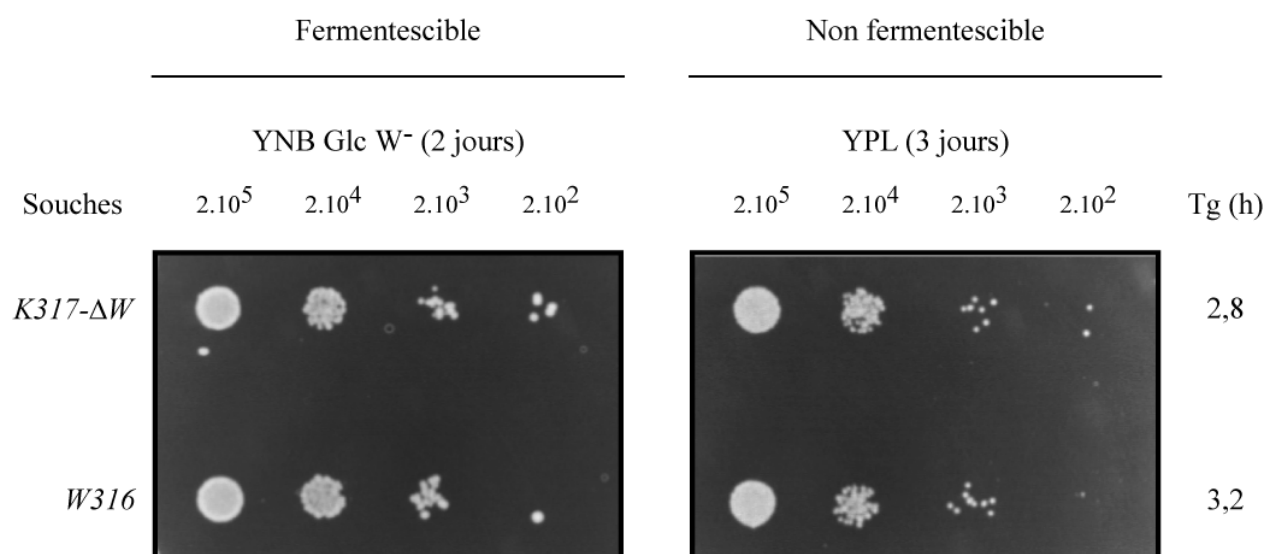 Fermentescible Non fermentescible
YNB Glc W⁻ (2 jours) YPL (3 jours)
Souches 2.10⁵ 2.10⁴ 2.10³ 2.10² 2.10⁵ 2.10⁴ 2.10³ 2.10² Tg (h)
K317-ΔW 2,8
W316 3,2